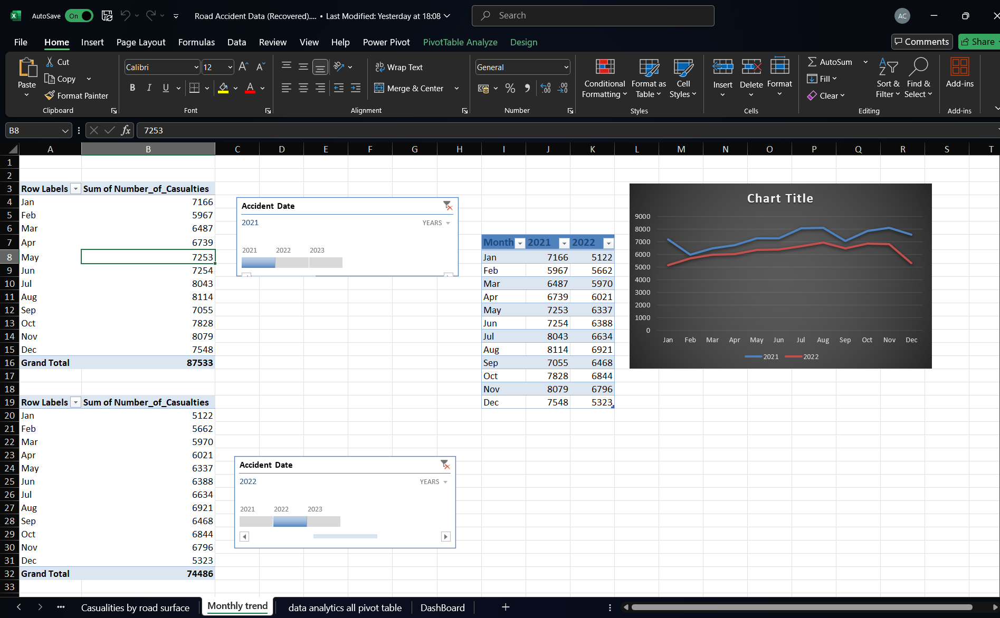 AutoSave On Road Accident Data (Recovered).... • Last Modified: Yesterday at 18:08 Search AC
File Home Insert Page Layout Formulas Data Review View Help Power Pivot PivotTable Analyze Design Comments Share
Paste
Cut
Copy
Format Painter
Clipboard
Calibri 12
B I U
Font
Wrap Text
Merge & Center
Alignment
General
Number
Conditional Formatting
Format as Table
Cell Styles
Styles
Insert
Delete
Format
Cells
AutoSum
Fill
Clear
Sort & Filter
Find & Select
Editing
Add-ins
Add-ins
B8 fx 7253
A B C D E F G H I J K L M N O P Q R S T
1
2
3 Row Labels Sum of Number_of_Casualties
4 Jan 7166
5 Feb 5967
6 Mar 6487
7 Apr 6739
8 May 7253
9 Jun 7254
10 Jul 8043
11 Aug 8114
12 Sep 7055
13 Oct 7828
14 Nov 8079
15 Dec 7548
16 Grand Total 87533
17
18
19 Row Labels Sum of Number_of_Casualties
20 Jan 5122
21 Feb 5662
22 Mar 5970
23 Apr 6021
24 May 6337
25 Jun 6388
26 Jul 6634
27 Aug 6921
28 Sep 6468
29 Oct 6844
30 Nov 6796
31 Dec 5323
32 Grand Total 74486
33
Accident Date
2021 YEARS
2021 2022 2023
Accident Date
2022 YEARS
2021 2022 2023
Month 2021 2022
Jan 7166 5122
Feb 5967 5662
Mar 6487 5970
Apr 6739 6021
May 7253 6337
Jun 7254 6388
Jul 8043 6634
Aug 8114 6921
Sep 7055 6468
Oct 7828 6844
Nov 8079 6796
Dec 7548 5323
Chart Title
9000
8000
7000
6000
5000
4000
3000
2000
1000
0
Jan Feb Mar Apr May Jun Jul Aug Sep Oct Nov Dec
2021 2022
Casualities by road surface Monthly trend data analytics all pivot table DashBoard